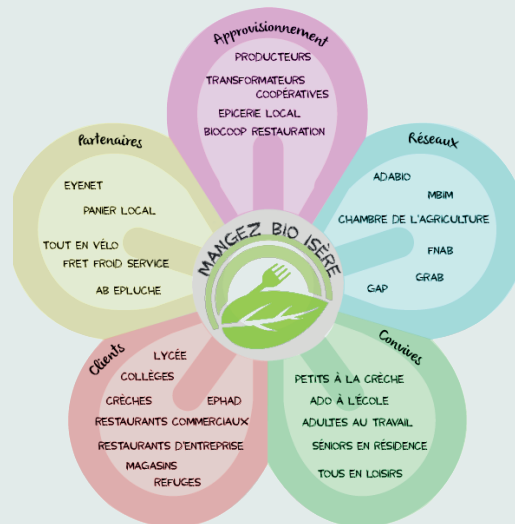 Approvisionnement
PRODUCTEURS
TRANSFORMATEURS
COOPÉRATIVES
EPICERIE LOCAL
BIOCOOP RESTAURATION
Partenaires
EYENET
PANIER LOCAL
TOUT EN VÉLO
FRET FROID SERVICE
AB EPLUCHE
Réseaux
ADABIO
MBIM
CHAMBRE DE L'AGRICULTURE
FNAB
GRAB
GAP
MANGEZ BIO ISÈRE
Clients
LYCÉE
COLLÈGES
CRÈCHES
EPHAD
RESTAURANTS COMMERCIAUX
RESTAURANTS D'ENTREPRISE
MAGASINS
REFUGES
Convives
PETITS À LA CRÈCHE
ADO À L'ÉCOLE
ADULTES AU TRAVAIL
SÉNIORS EN RÉSIDENCE
TOUS EN LOISIRS